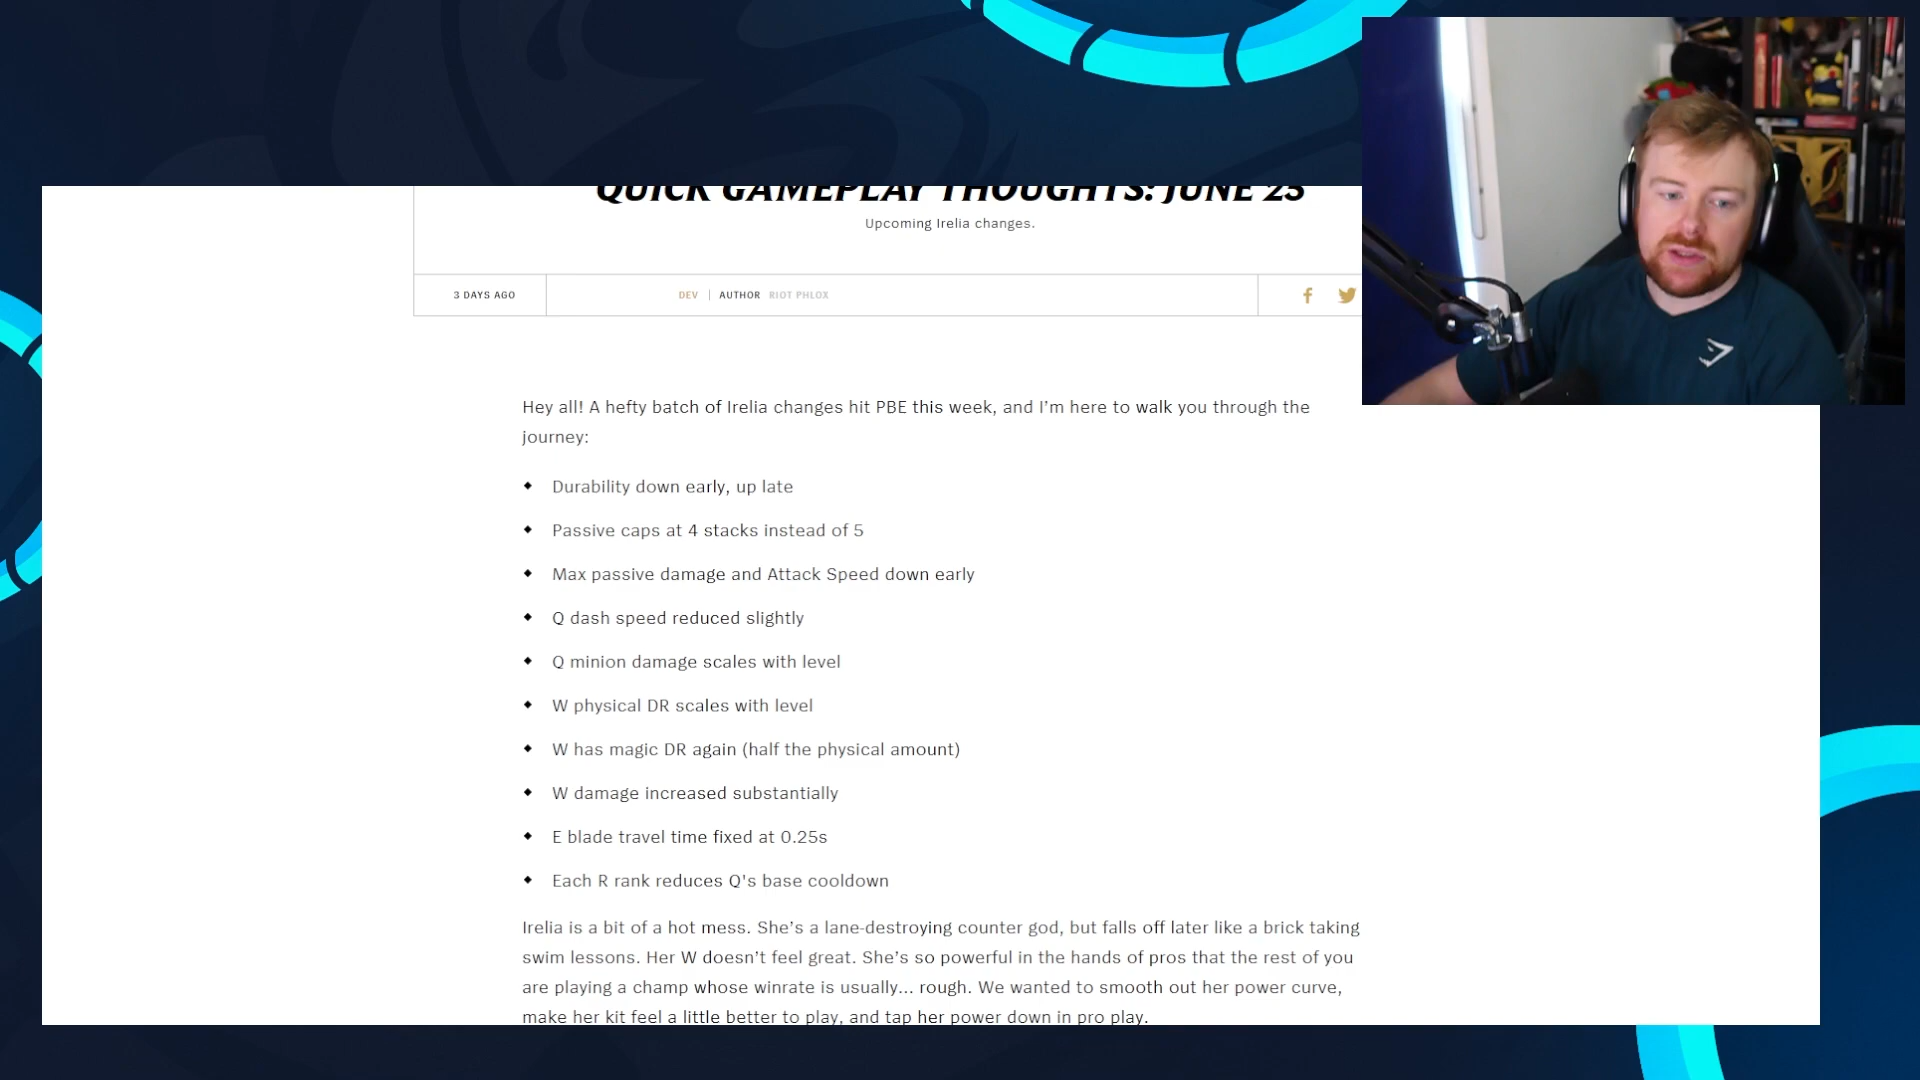 QUICK GAMEPLAY THOUGHTS: JUNE 25
Upcoming Irelia changes.
3 DAYS AGO
DEV | AUTHOR RIOT PHLOX
Hey all! A hefty batch of Irelia changes hit PBE this week, and I'm here to walk you through the
journey:
Durability down early, up late
Passive caps at 4 stacks instead of 5
Max passive damage and Attack Speed down early
Q dash speed reduced slightly
Q minion damage scales with level
W physical DR scales with level
W has magic DR again (half the physical amount)
W damage increased substantially
E blade travel time fixed at 0.25s
Each R rank reduces Q's base cooldown
Irelia is a bit of a hot mess. She's a lane-destroying counter god, but falls off later like a brick taking
swim lessons. Her W doesn't feel great. She's so powerful in the hands of pros that the rest of you
are playing a champ whose winrate is usually... rough. We wanted to smooth out her power curve,
make her kit feel a little better to play, and tap her power down in pro play.